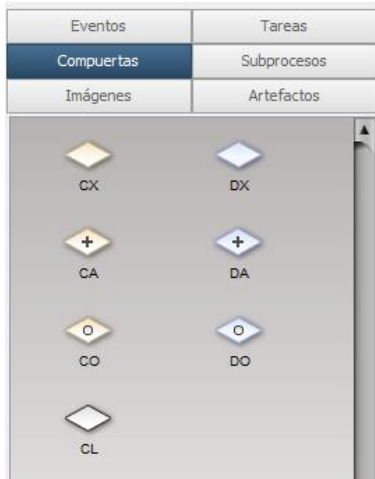 Eventos Tareas
Compuertas Subprocesos
Imágenes Artefactos
CX DX
CA DA
CO DO
CL